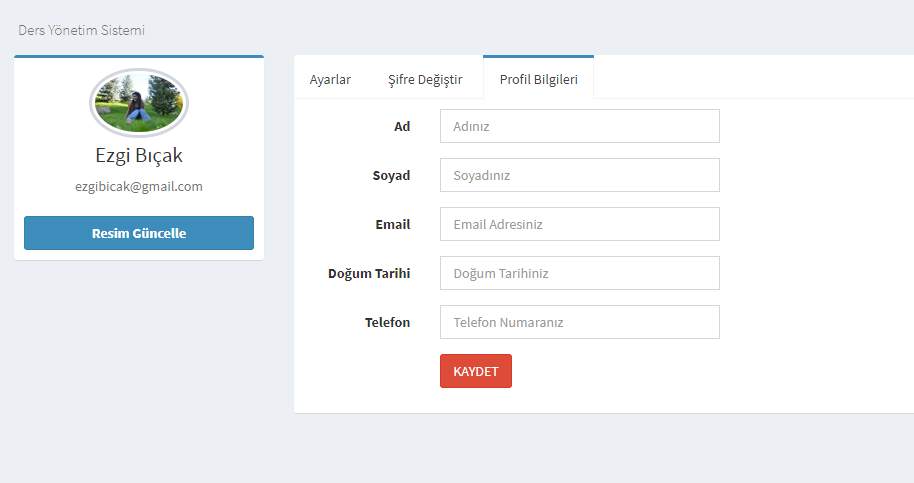 Ders Yönetim Sistemi
Ezgi Bıçak
ezgibicak@gmail.com
Resim Güncelle
Ayarlar Şifre Değiştir Profil Bilgileri
Ad Adınız
Soyad Soyadınız
Email Email Adresiniz
Doğum Tarihi Doğum Tarihiniz
Telefon Telefon Numaranız
KAYDET